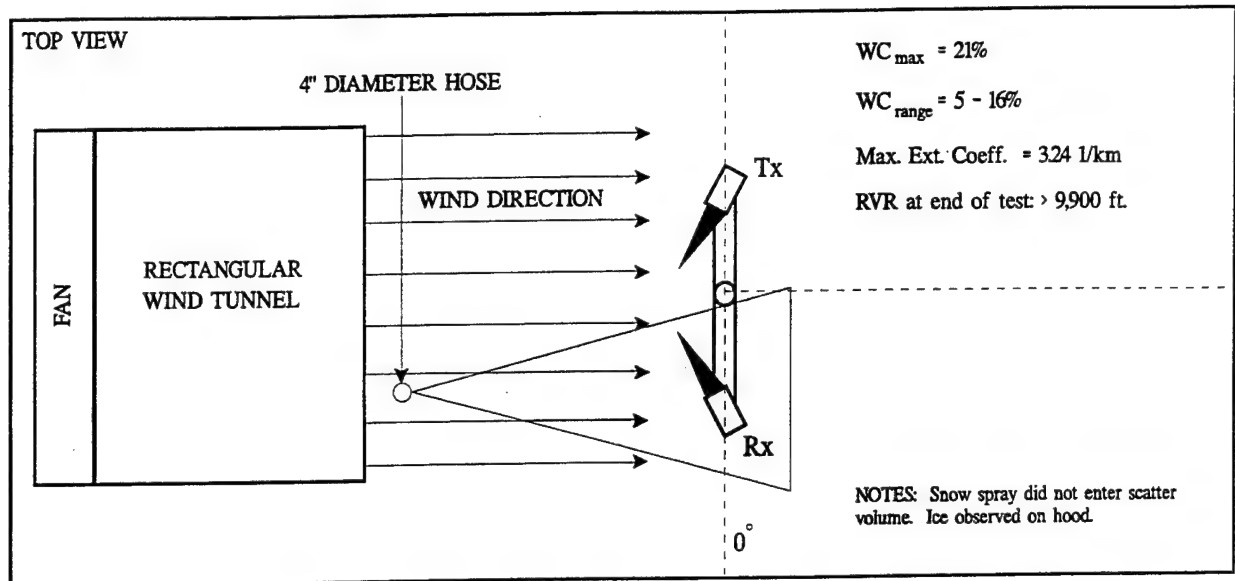 TOP VIEW
4" DIAMETER HOSE
WIND DIRECTION
FAN
RECTANGULAR
WIND TUNNEL
Tx
Rx
0°
WC max = 21%
WC range = 5 - 16%
Max. Ext. Coeff. = 3.24 1/km
RVR at end of test: > 9,900 ft.
NOTES: Snow spray did not enter scatter
volume. Ice observed on hood.